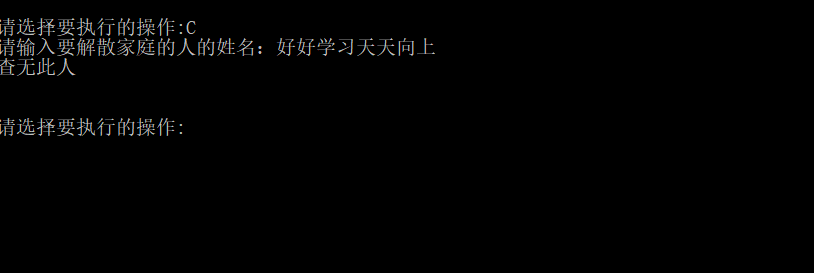 请选择要执行的操作:C
请输入要解散家庭的人的姓名：好好学习天天向上
查无此人
请选择要执行的操作: